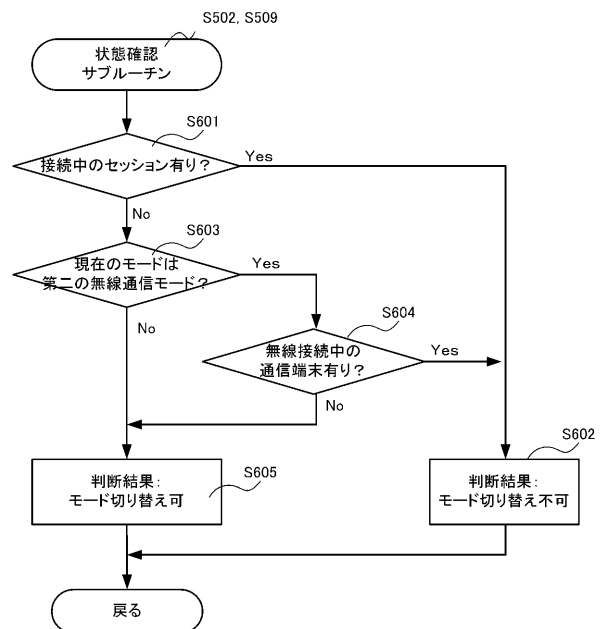 S502, S509
状態確認
サブルーチン
S601
接続中のセッション有り？
Yes
No
S603
現在のモードは
第二の無線通信モード？
Yes
No
S604
無線接続中の
通信端末有り？
Yes
No
S605
判断結果：
モード切り替え可
S602
判断結果：
モード切り替え不可
戻る